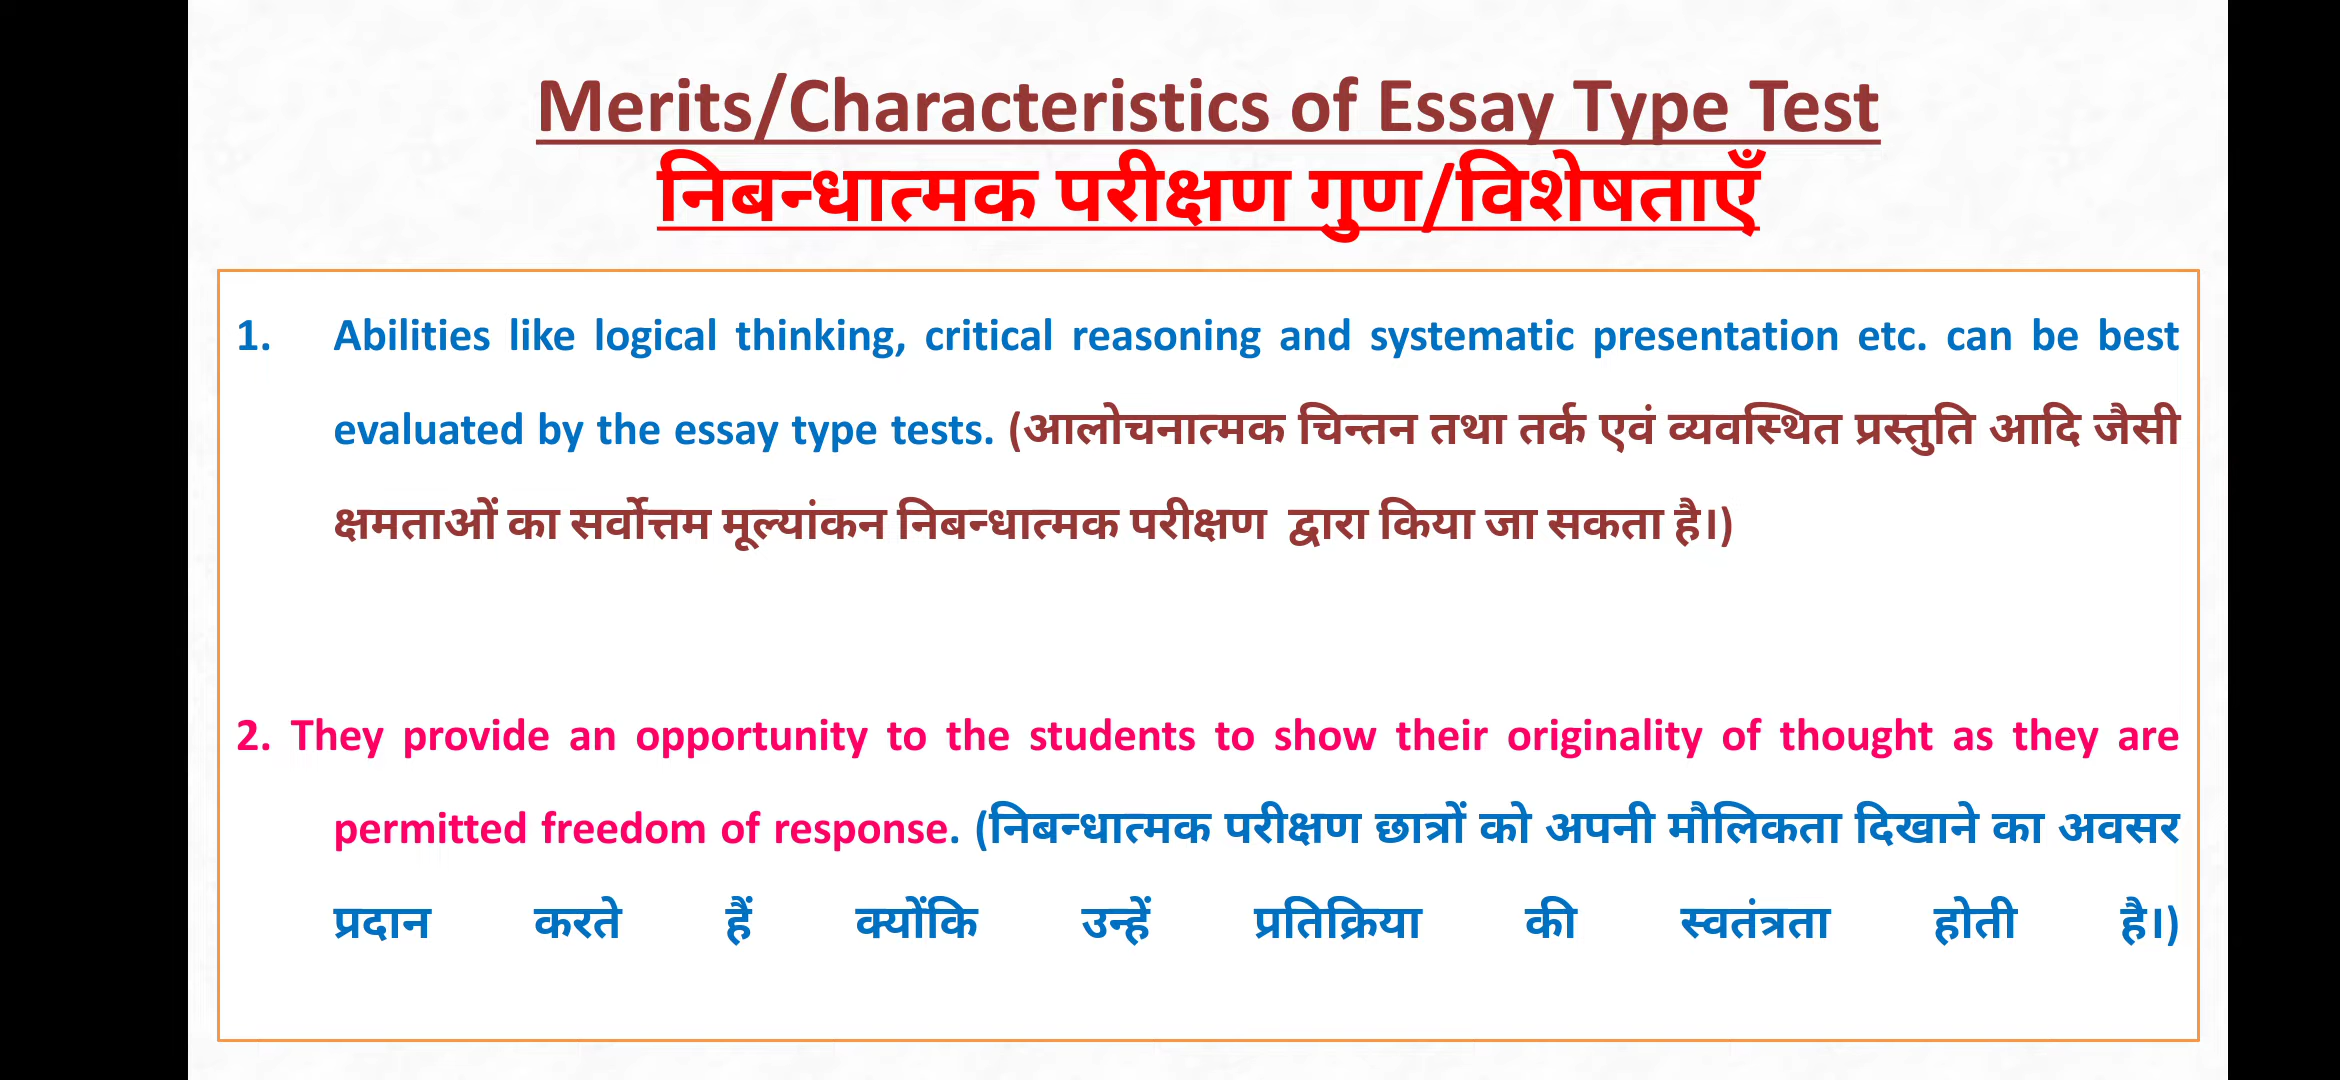 Merits/Characteristics of Essay Type Test
निबन्धात्मक परीक्षण गुण/विशेषताएँ
1. Abilities like logical thinking, critical reasoning and systematic presentation etc. can be best
evaluated by the essay type tests. (आलोचनात्मक चिन्तन तथा तर्क एवं व्यवस्थित प्रस्तुति आदि जैसी
क्षमताओं का सर्वोत्तम मूल्यांकन निबन्धात्मक परीक्षण द्वारा किया जा सकता है।)
2. They provide an opportunity to the students to show their originality of thought as they are
permitted freedom of response. (निबन्धात्मक परीक्षण छात्रों को अपनी मौलिकता दिखाने का अवसर
प्रदान करते हैं क्योंकि उन्हें प्रतिक्रिया की स्वतंत्रता होती है।)